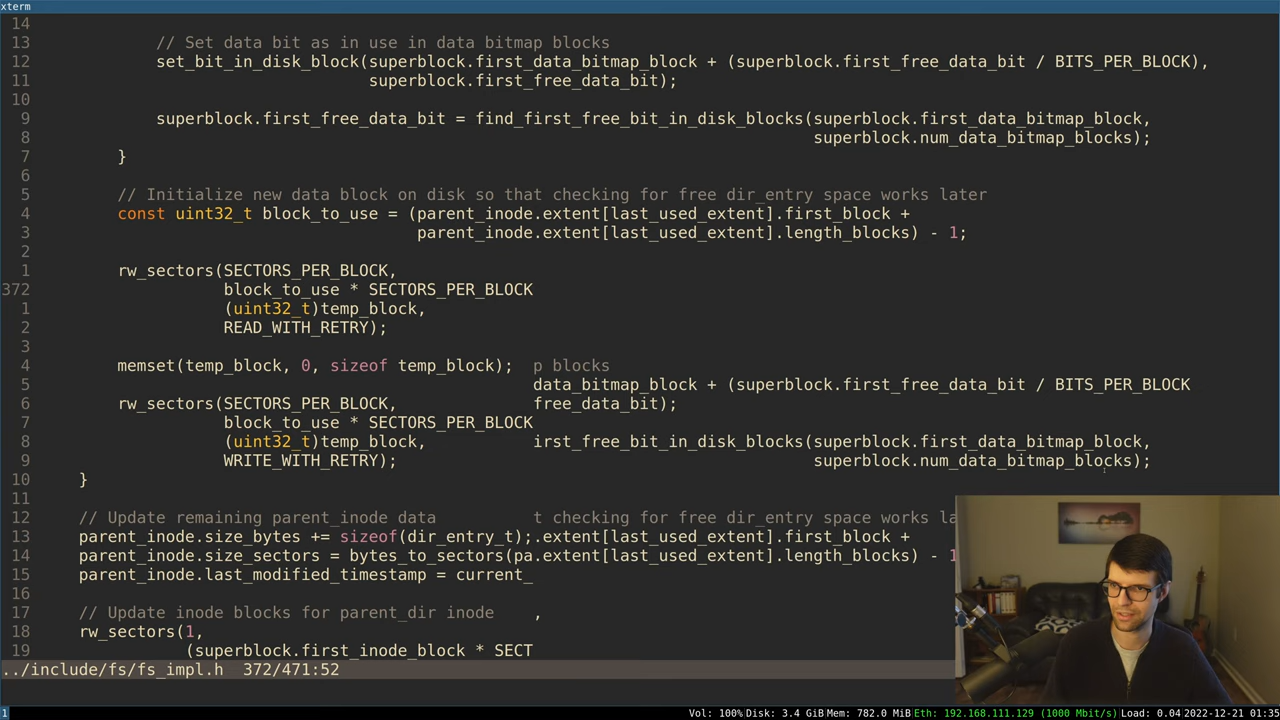 xterm
14
13 // Set data bit as in use in data bitmap blocks
12 set_bit_in_disk_block(superblock.first_data_bitmap_block + (superblock.first_free_data_bit / BITS_PER_BLOCK),
11 superblock.first_free_data_bit);
10
9 superblock.first_free_data_bit = find_first_free_bit_in_disk_blocks(superblock.first_data_bitmap_block,
8 superblock.num_data_bitmap_blocks);
7 }
6
5 // Initialize new data block on disk so that checking for free dir_entry space works later
4 const uint32_t block_to_use = (parent_inode.extent[last_used_extent].first_block +
3 parent_inode.extent[last_used_extent].length_blocks) - 1;
2
1 rw_sectors(SECTORS_PER_BLOCK,
372 block_to_use * SECTORS_PER_BLOCK
1 (uint32_t)temp_block,
2 READ_WITH_RETRY);
3
4 memset(temp_block, 0, sizeof temp_block); p blocks
5 data_bitmap_block + (superblock.first_free_data_bit / BITS_PER_BLOCK
6 rw_sectors(SECTORS_PER_BLOCK, free_data_bit);
7 block_to_use * SECTORS_PER_BLOCK
8 (uint32_t)temp_block, irst_free_bit_in_disk_blocks(superblock.first_data_bitmap_block,
9 WRITE_WITH_RETRY); superblock.num_data_bitmap_blocks);
10 }
11
12 // Update remaining parent_inode data t checking for free dir_entry space works la
13 parent_inode.size_bytes += sizeof(dir_entry_t);.extent[last_used_extent].first_block +
14 parent_inode.size_sectors = bytes_to_sectors(pa.extent[last_used_extent].length_blocks) - 1
15 parent_inode.last_modified_timestamp = current_
16
17 // Update inode blocks for parent_dir inode ,
18 rw_sectors(1,
19 (superblock.first_inode_block * SECT
../include/fs/fs_impl.h 372/471:52
1 Vol: 100% Disk: 3.4 GiB Mem: 782.0 MiB Eth: 192.168.111.129 (1000 Mbit/s) Load: 0.04 2022-12-21 01:35